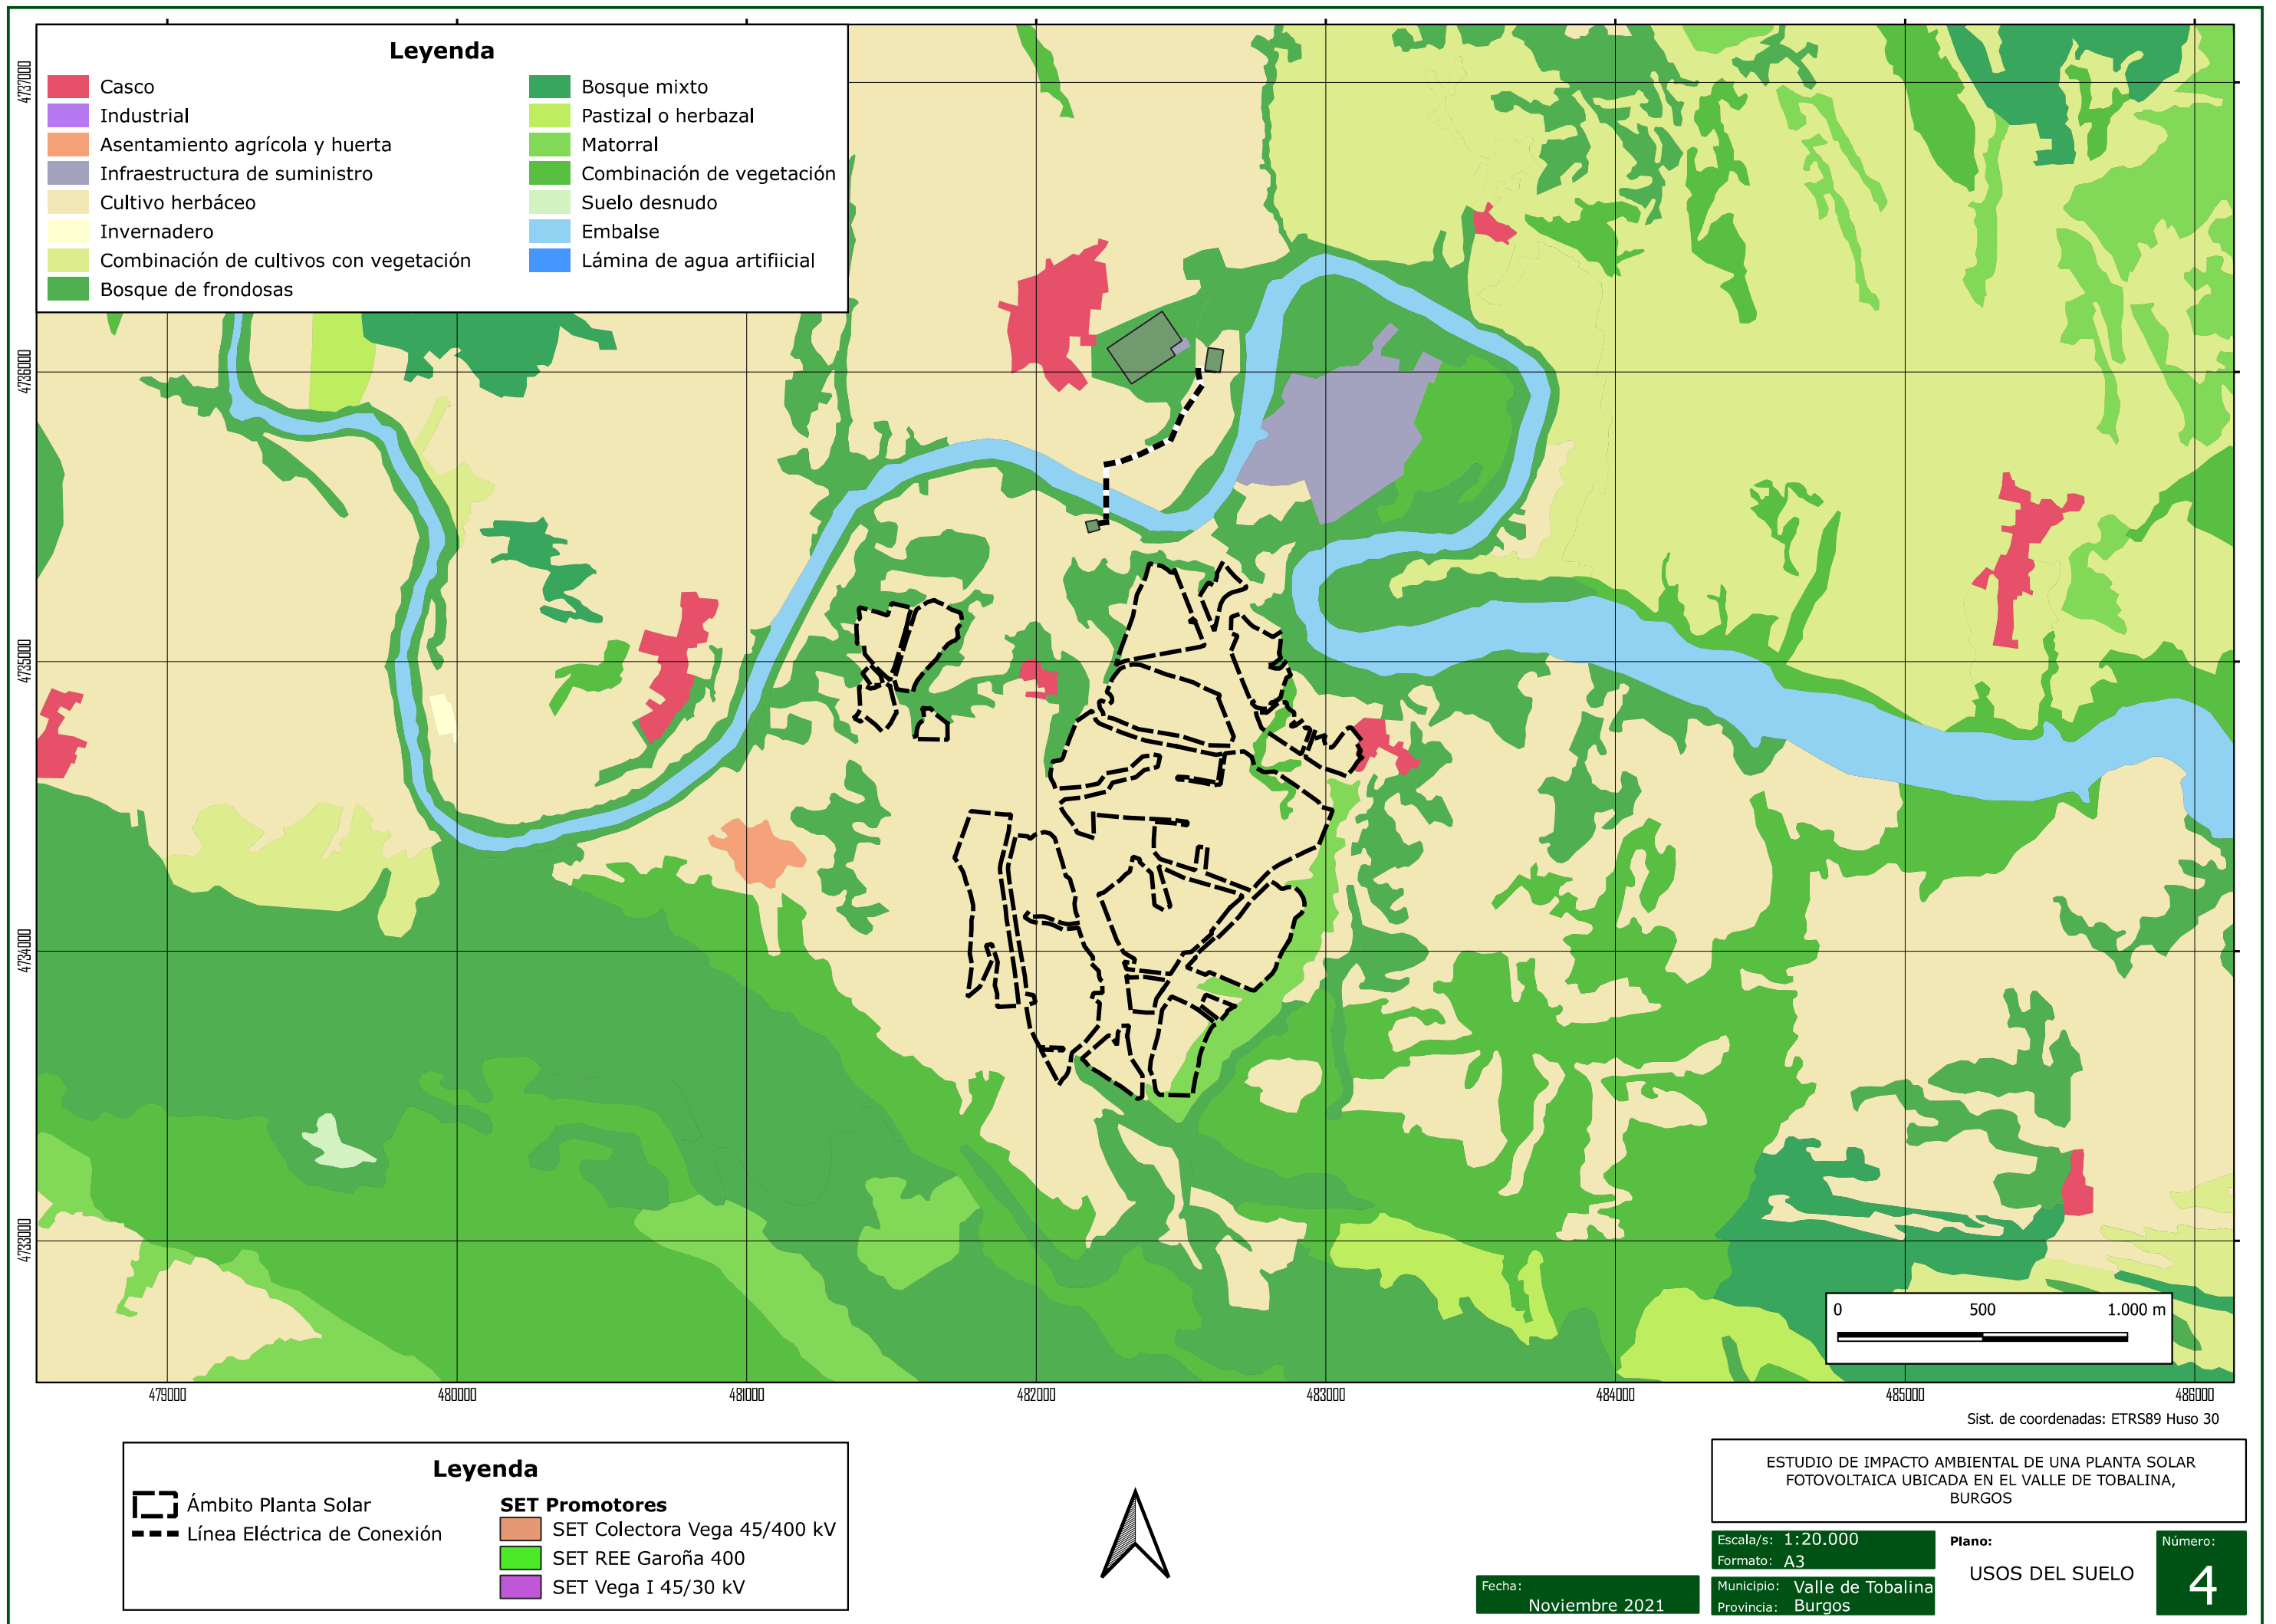 Leyenda
Casco
Industrial
Asentamiento agrícola y huerta
Infraestructura de suministro
Cultivo herbáceo
Invernadero
Combinación de cultivos con vegetación
Bosque de frondosas
Bosque mixto
Pastizal o herbazal
Matorral
Combinación de vegetación
Suelo desnudo
Embalse
Lámina de agua artifiicial
4737000
4736000
4735000
4734000
4733000
0 500 1.000 m
479000 480000 481000 482000 483000 484000 485000 486000
Sist. de coordenadas: ETRS89 Huso 30
Leyenda
Ámbito Planta Solar
Línea Eléctrica de Conexión
SET Promotores
SET Colectora Vega 45/400 kV
SET REE Garoña 400
SET Vega I 45/30 kV
ESTUDIO DE IMPACTO AMBIENTAL DE UNA PLANTA SOLAR
FOTOVOLTAICA UBICADA EN EL VALLE DE TOBALINA,
BURGOS
Fecha:
Noviembre 2021
Escala/s: 1:20.000
Formato: A3
Municipio: Valle de Tobalina
Provincia: Burgos
Plano:
USOS DEL SUELO
Número:
4